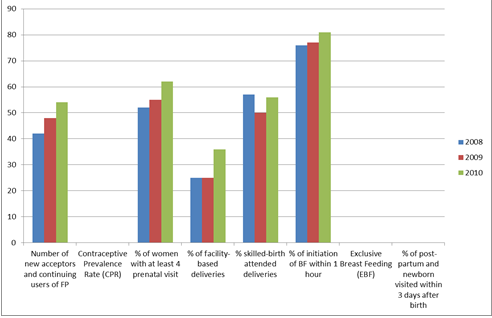 90
80
70
60
50
40
30
20
10
0
2008
2009
2010
Number of new acceptors and continuing users of FP
Contraceptive Prevalence Rate (CPR)
% of women with at least 4 prenatal visit
% of facility-based deliveries
% skilled-birth attended deliveries
% of initiation of BF within 1 hour
Exclusive Breast Feeding (EBF)
% of post-partum and newborn visited within 3 days after birth